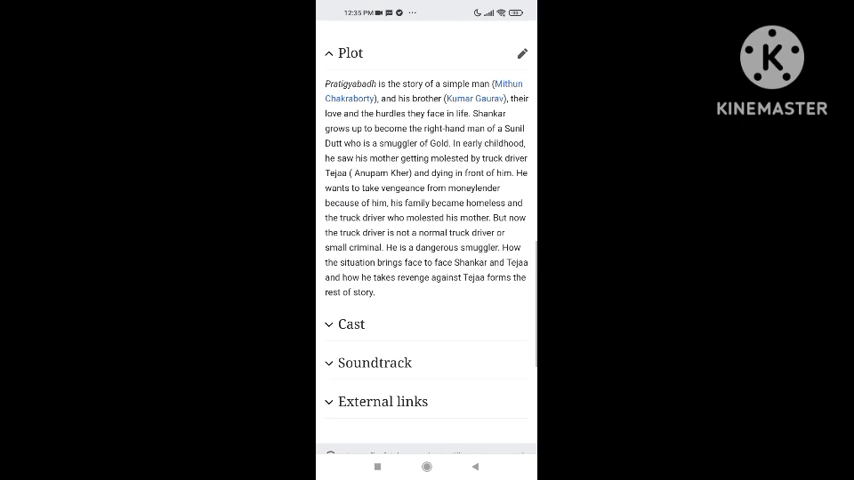 12:35 PM
K
KINEMASTER
Plot
Pratigyabadh is the story of a simple man (Mithun
Chakraborty), and his brother (Kumar Gaurav), their
love and the hurdles they face in life. Shankar
grows up to become the right-hand man of a Sunil
Dutt who is a smuggler of Gold. In early childhood,
he saw his mother getting molested by truck driver
Tejaa ( Anupam Kher) and dying in front of him. He
wants to take vengeance from moneylender
because of him, his family became homeless and
the truck driver who molested his mother. But now
the truck driver is not a normal truck driver or
small criminal. He is a dangerous smuggler. How
the situation brings face to face Shankar and Tejaa
and how he takes revenge against Tejaa forms the
rest of story.
Cast
Soundtrack
External links